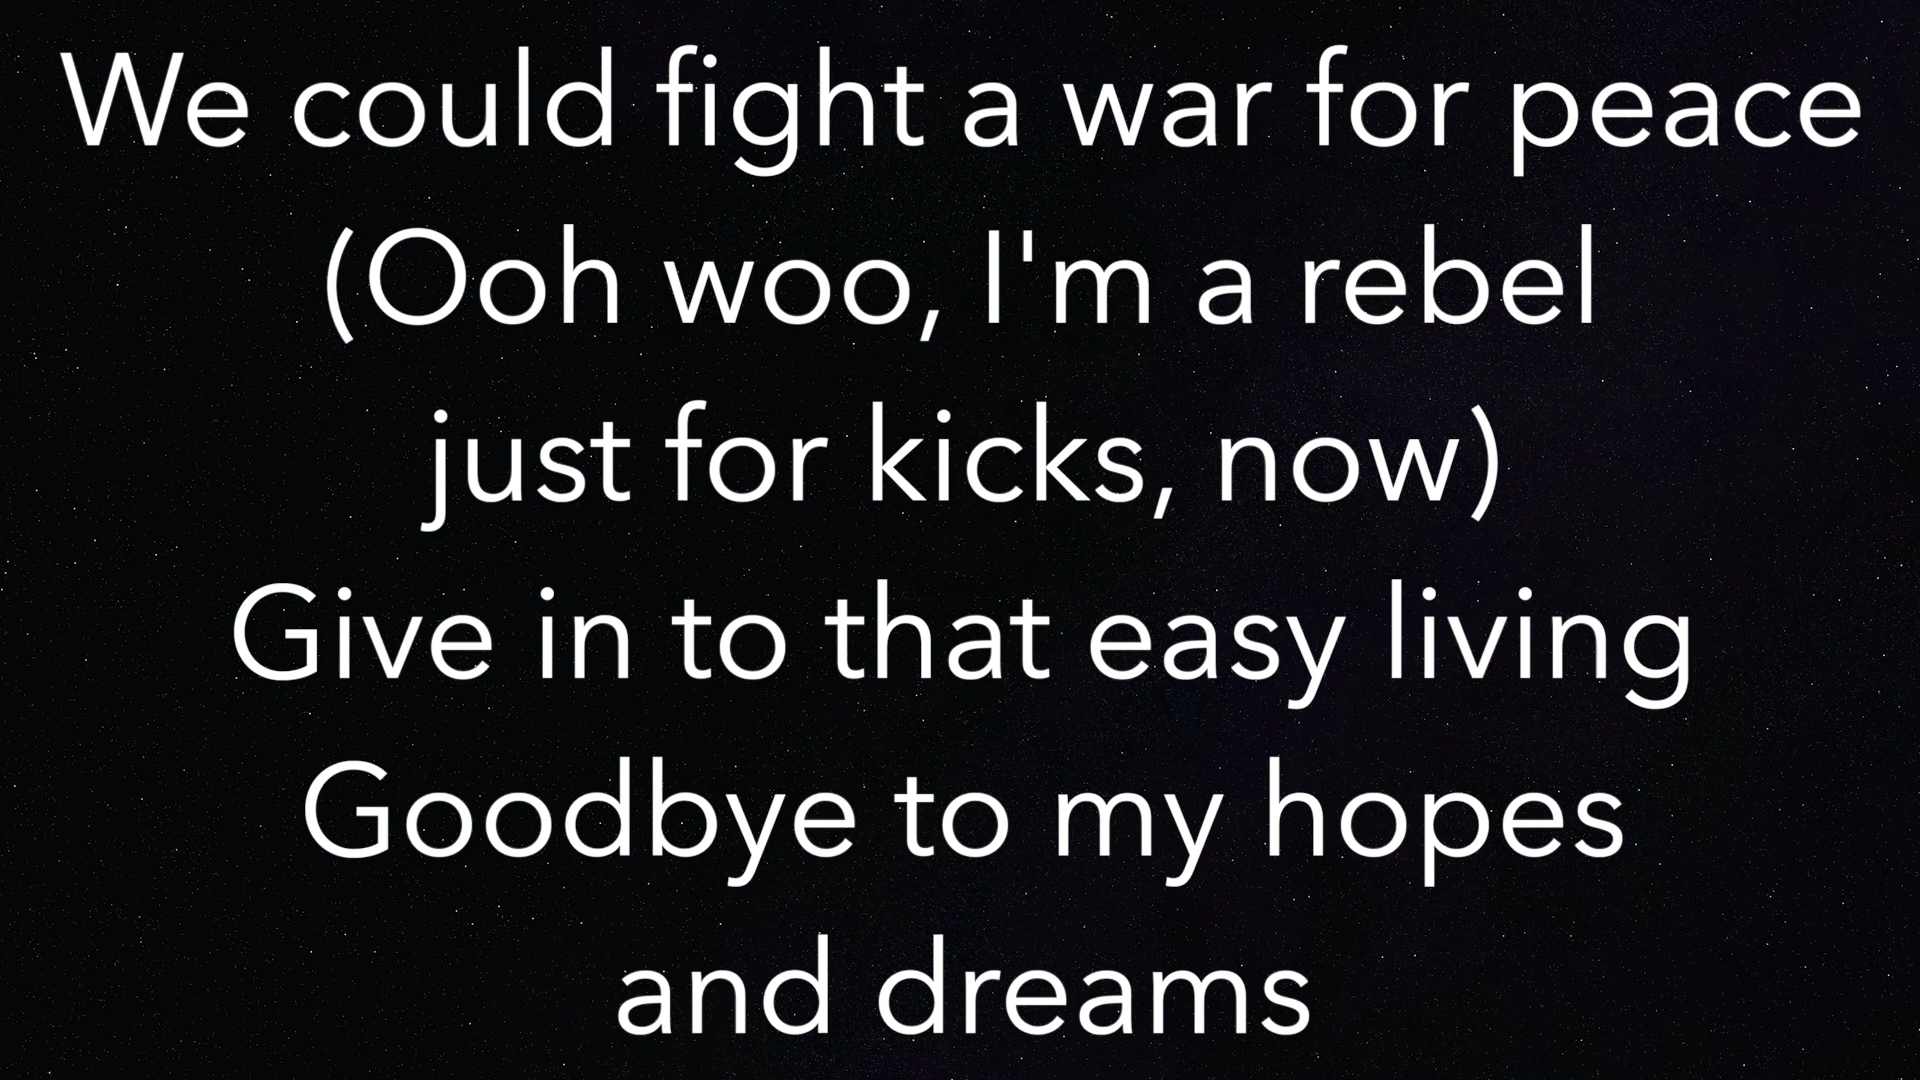 We could fight a war for peace
(Ooh woo, I'm a rebel
just for kicks, now)
Give in to that easy living
Goodbye to my hopes
and dreams